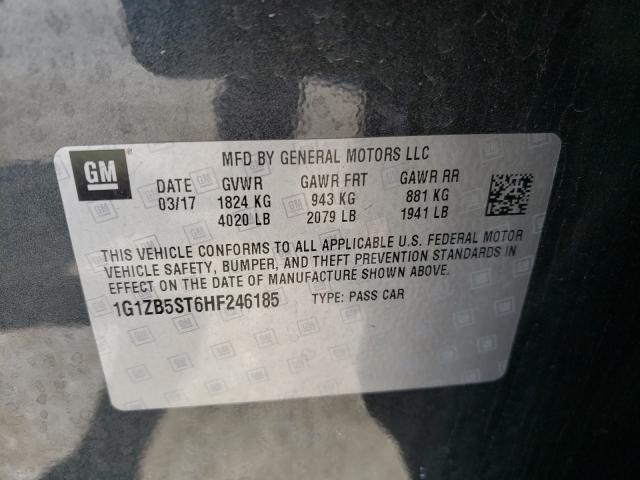 GM
MFD BY GENERAL MOTORS LLC
DATE GVWR GAWR FRT GAWR RR
03/17 1824 KG 943 KG 881 KG
4020 LB 2079 LB 1941 LB
THIS VEHICLE CONFORMS TO ALL APPLICABLE U.S. FEDERAL MOTOR
VEHICLE SAFETY, BUMPER, AND THEFT PREVENTION STANDARDS IN
EFFECT ON THE DATE OF MANUFACTURE SHOWN ABOVE.
1G1ZB5ST6HF246185 TYPE: PASS CAR